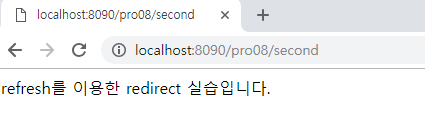 localhost:8090/pro08/second
localhost:8090/pro08/second
refresh를 이용한 redirect 실습입니다.